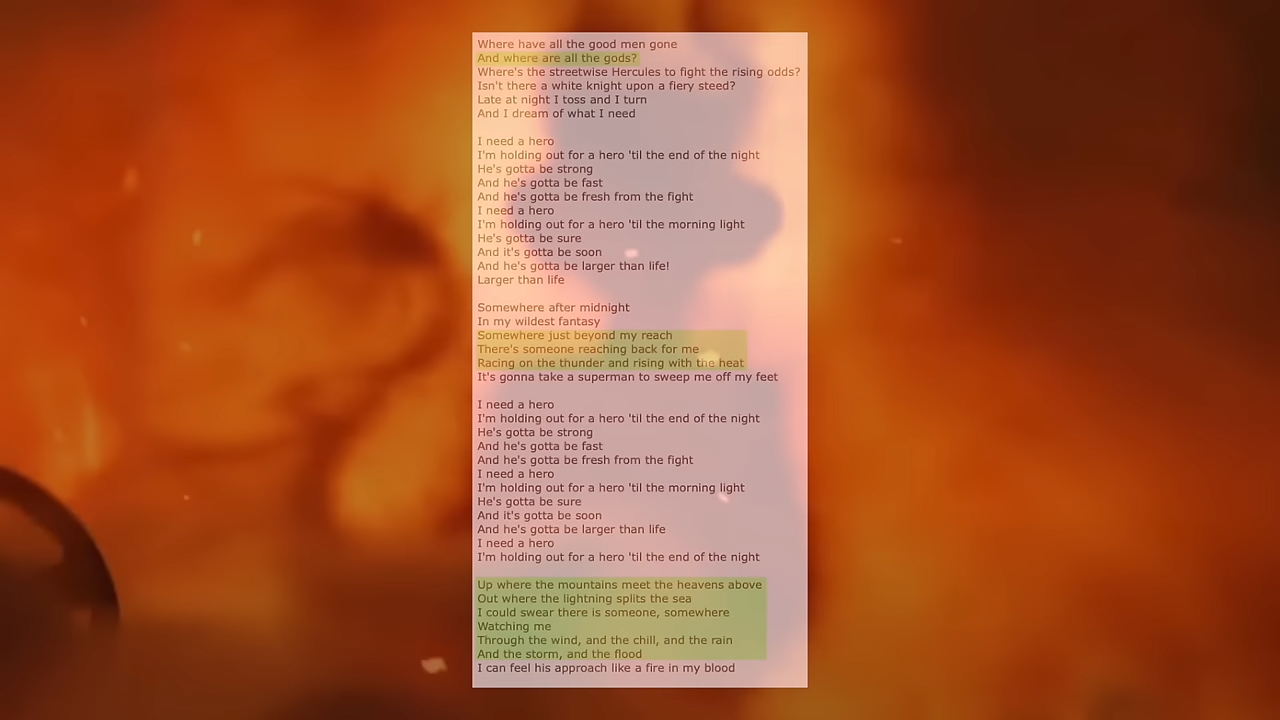 Where have all the good men gone
And where are all the gods?
Where's the streetwise Hercules to fight the rising odds?
Isn't there a white knight upon a fiery steed?
Late at night I toss and I turn
And I dream of what I need
I need a hero
I'm holding out for a hero 'til the end of the night
He's gotta be strong
And he's gotta be fast
And he's gotta be fresh from the fight
I need a hero
I'm holding out for a hero 'til the morning light
He's gotta be sure
And it's gotta be soon
And he's gotta be larger than life!
Larger than life
Somewhere after midnight
In my wildest fantasy
Somewhere just beyond my reach
There's someone reaching back for me
Racing on the thunder and rising with the heat
It's gonna take a superman to sweep me off my feet
I need a hero
I'm holding out for a hero 'til the end of the night
He's gotta be strong
And he's gotta be fast
And he's gotta be fresh from the fight
I need a hero
I'm holding out for a hero 'til the morning light
He's gotta be sure
And it's gotta be soon
And he's gotta be larger than life
I need a hero
I'm holding out for a hero 'til the end of the night
Up where the mountains meet the heavens above
Out where the lightning splits the sea
I could swear there is someone, somewhere
Watching me
Through the wind, and the chill, and the rain
And the storm, and the flood
I can feel his approach like a fire in my blood